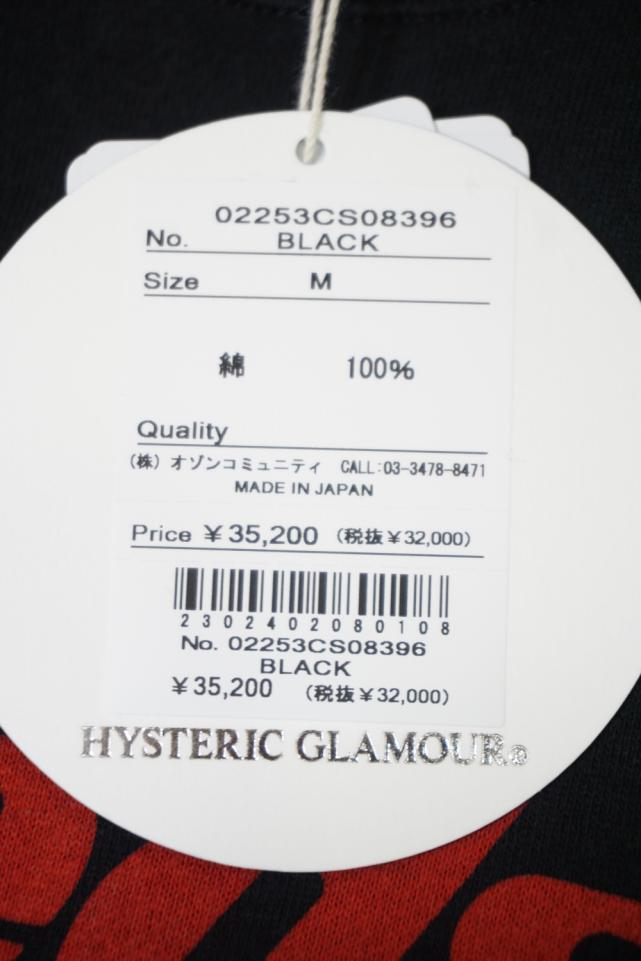 02253CS08396
No. BLACK
Size M
綿 100%
Quality
(株) オゾンコミュニティ CALL:03-3478-8471
MADE IN JAPAN
Price ¥35,200 (税抜¥32,000)
2302402080108
No. 02253CS08396
BLACK
¥35,200 (税抜¥32,000)
HYSTERIC GLAMOUR®